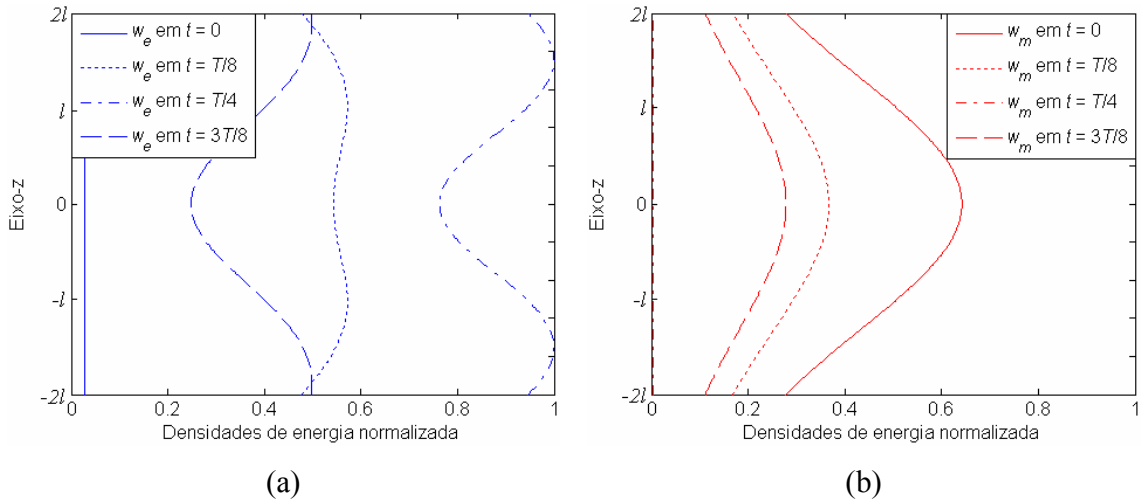 2l
l
0
-l
-2l
Eixo-z
w_e em t = 0
w_e em t = T/8
w_e em t = T/4
w_e em t = 3T/8
0 0.2 0.4 0.6 0.8 1
Densidades de energia normalizada
(a)
2l
l
0
-l
-2l
Eixo-z
w_m em t = 0
w_m em t = T/8
w_m em t = T/4
w_m em t = 3T/8
0 0.2 0.4 0.6 0.8 1
Densidades de energia normalizada
(b)